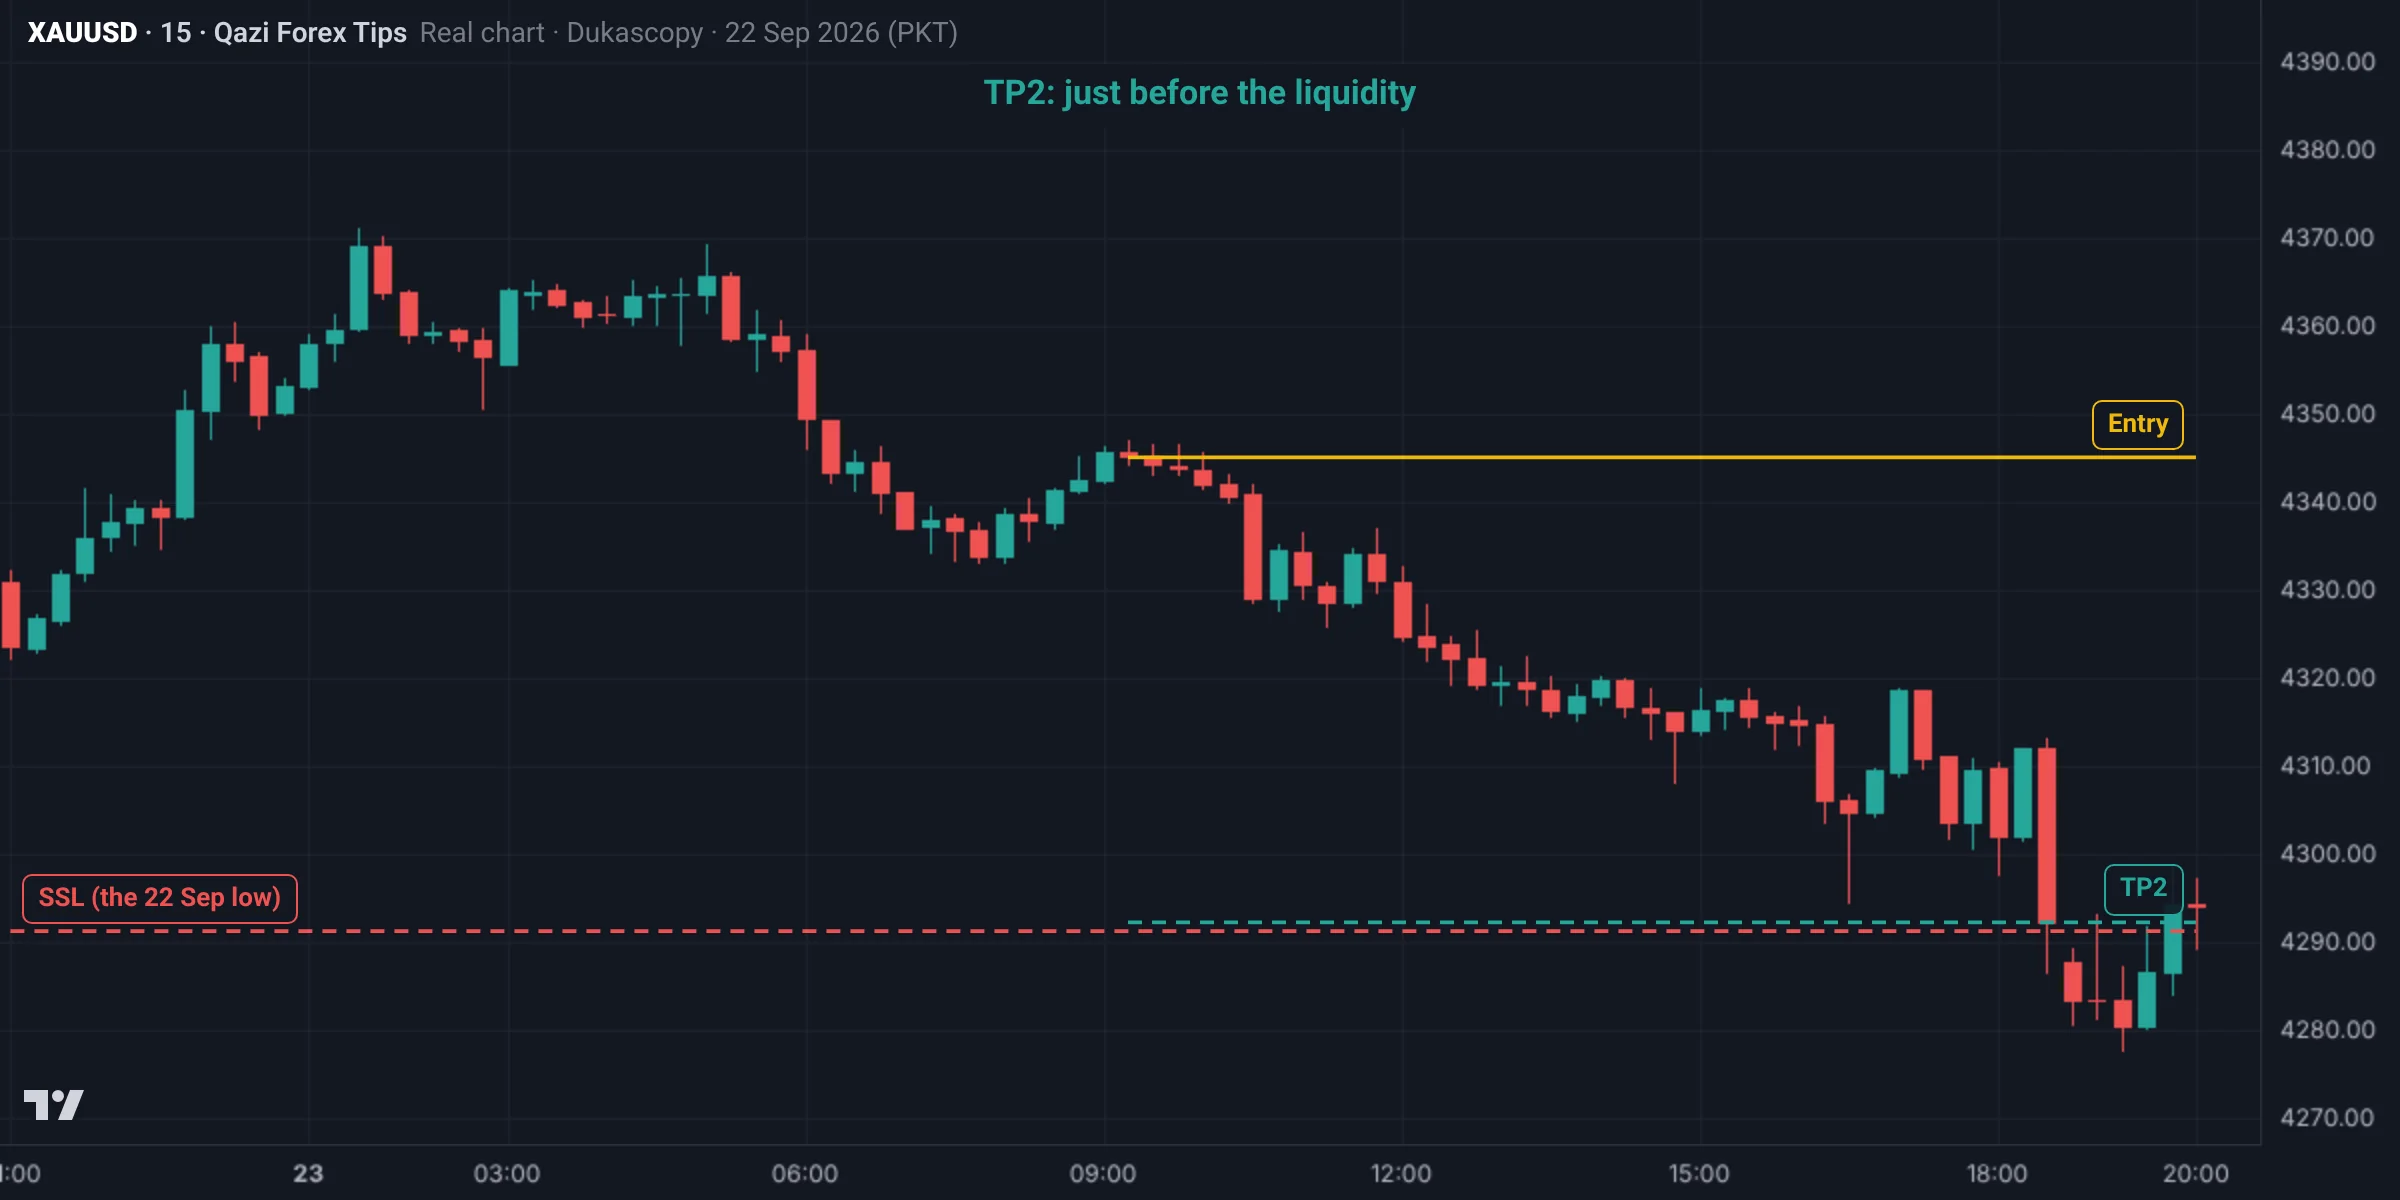 XAUUSD · 15 · Qazi Forex Tips Real chart · Dukascopy · 22 Sep 2026 (PKT)
TP2: just before the liquidity
4390.00
4380.00
4370.00
4360.00
4350.00
Entry
4340.00
4330.00
4320.00
4310.00
4300.00
SSL (the 22 Sep low)
TP2
4290.00
4280.00
4270.00
:00 23 03:00 06:00 09:00 12:00 15:00 18:00 20:00